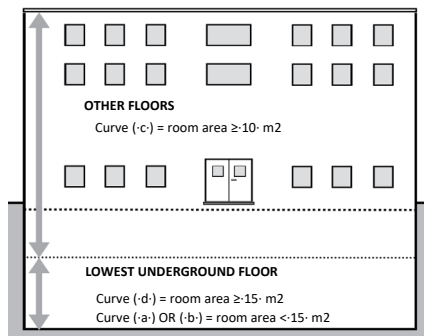 OTHER FLOORS
Curve (·c·) = room area ≥·10· m2
LOWEST UNDERGROUND FLOOR
Curve (·d·) = room area ≥·15· m2
Curve (·a·) OR (·b·) = room area <·15· m2